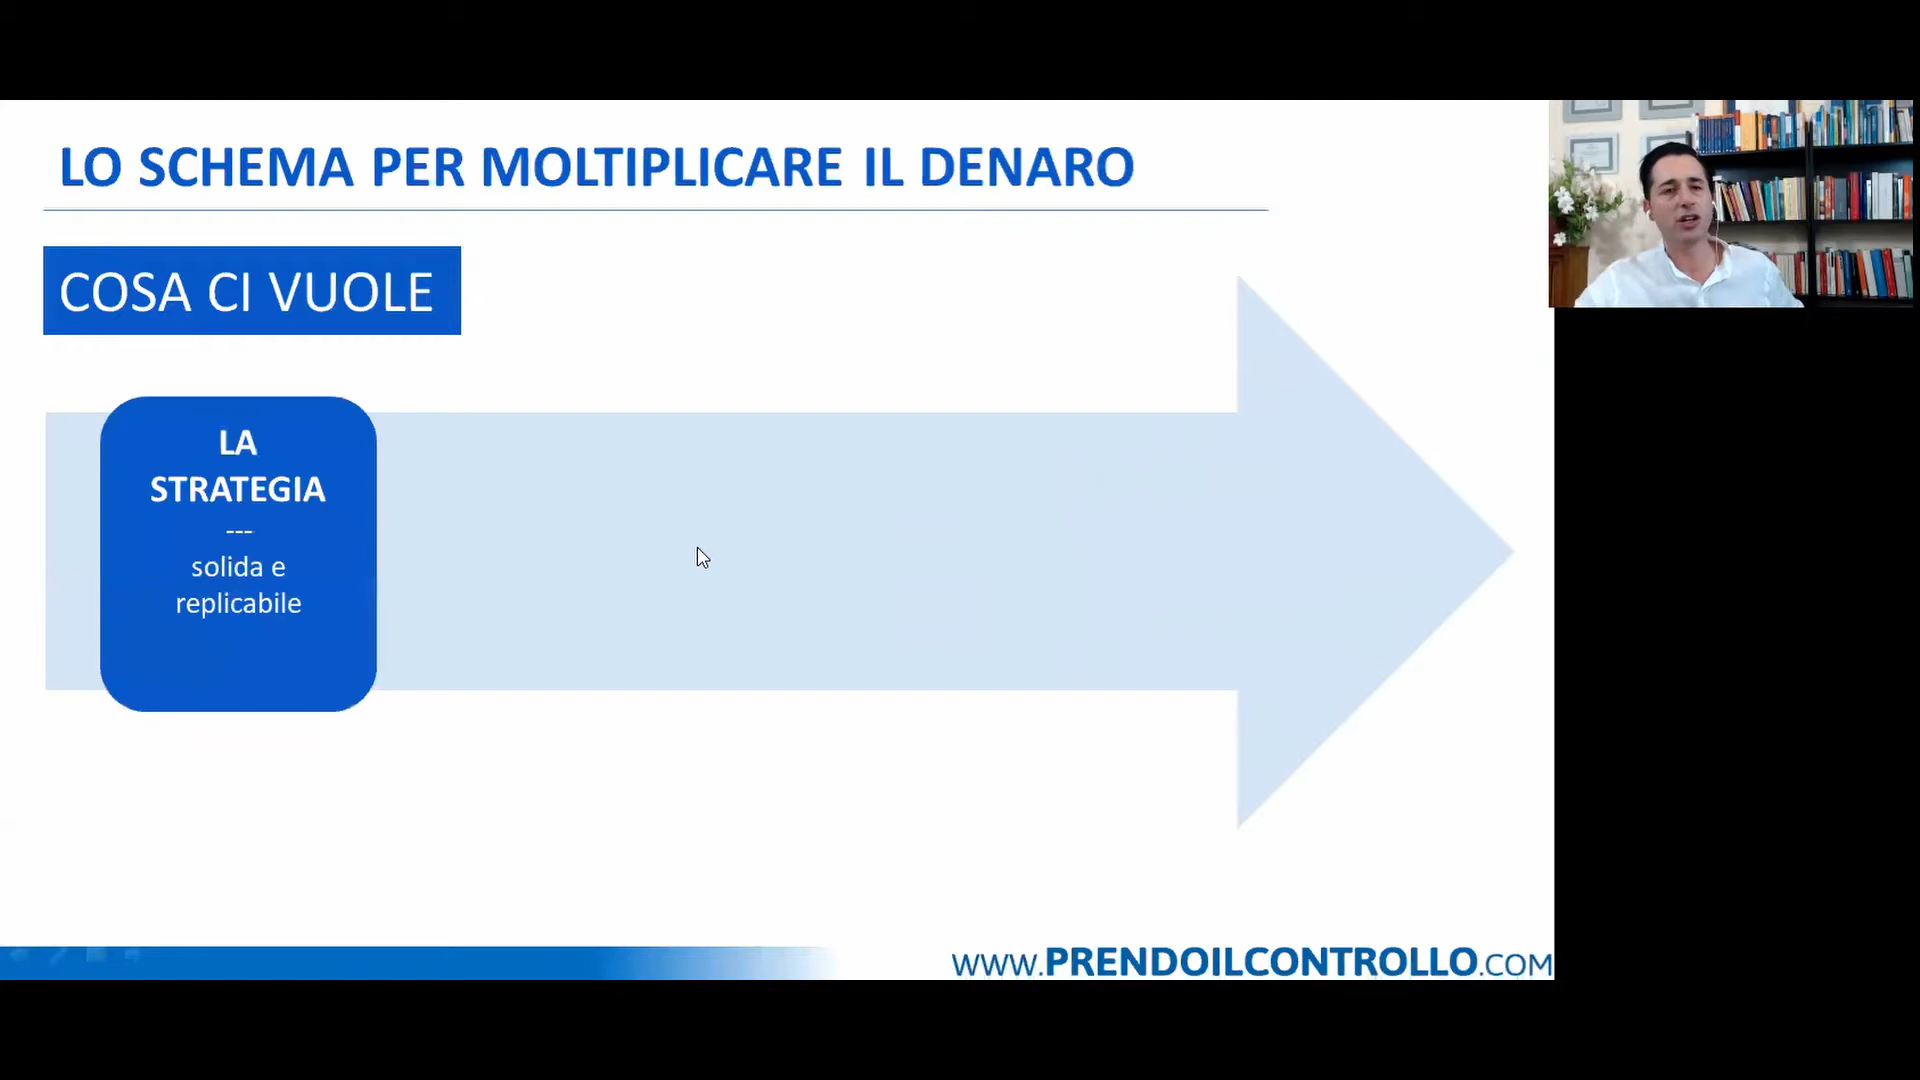 LO SCHEMA PER MOLTIPLICARE IL DENARO
COSA CI VUOLE
LA
STRATEGIA
---
solida e
replicabile
WWW.PRENDOILCONTROLLO.COM